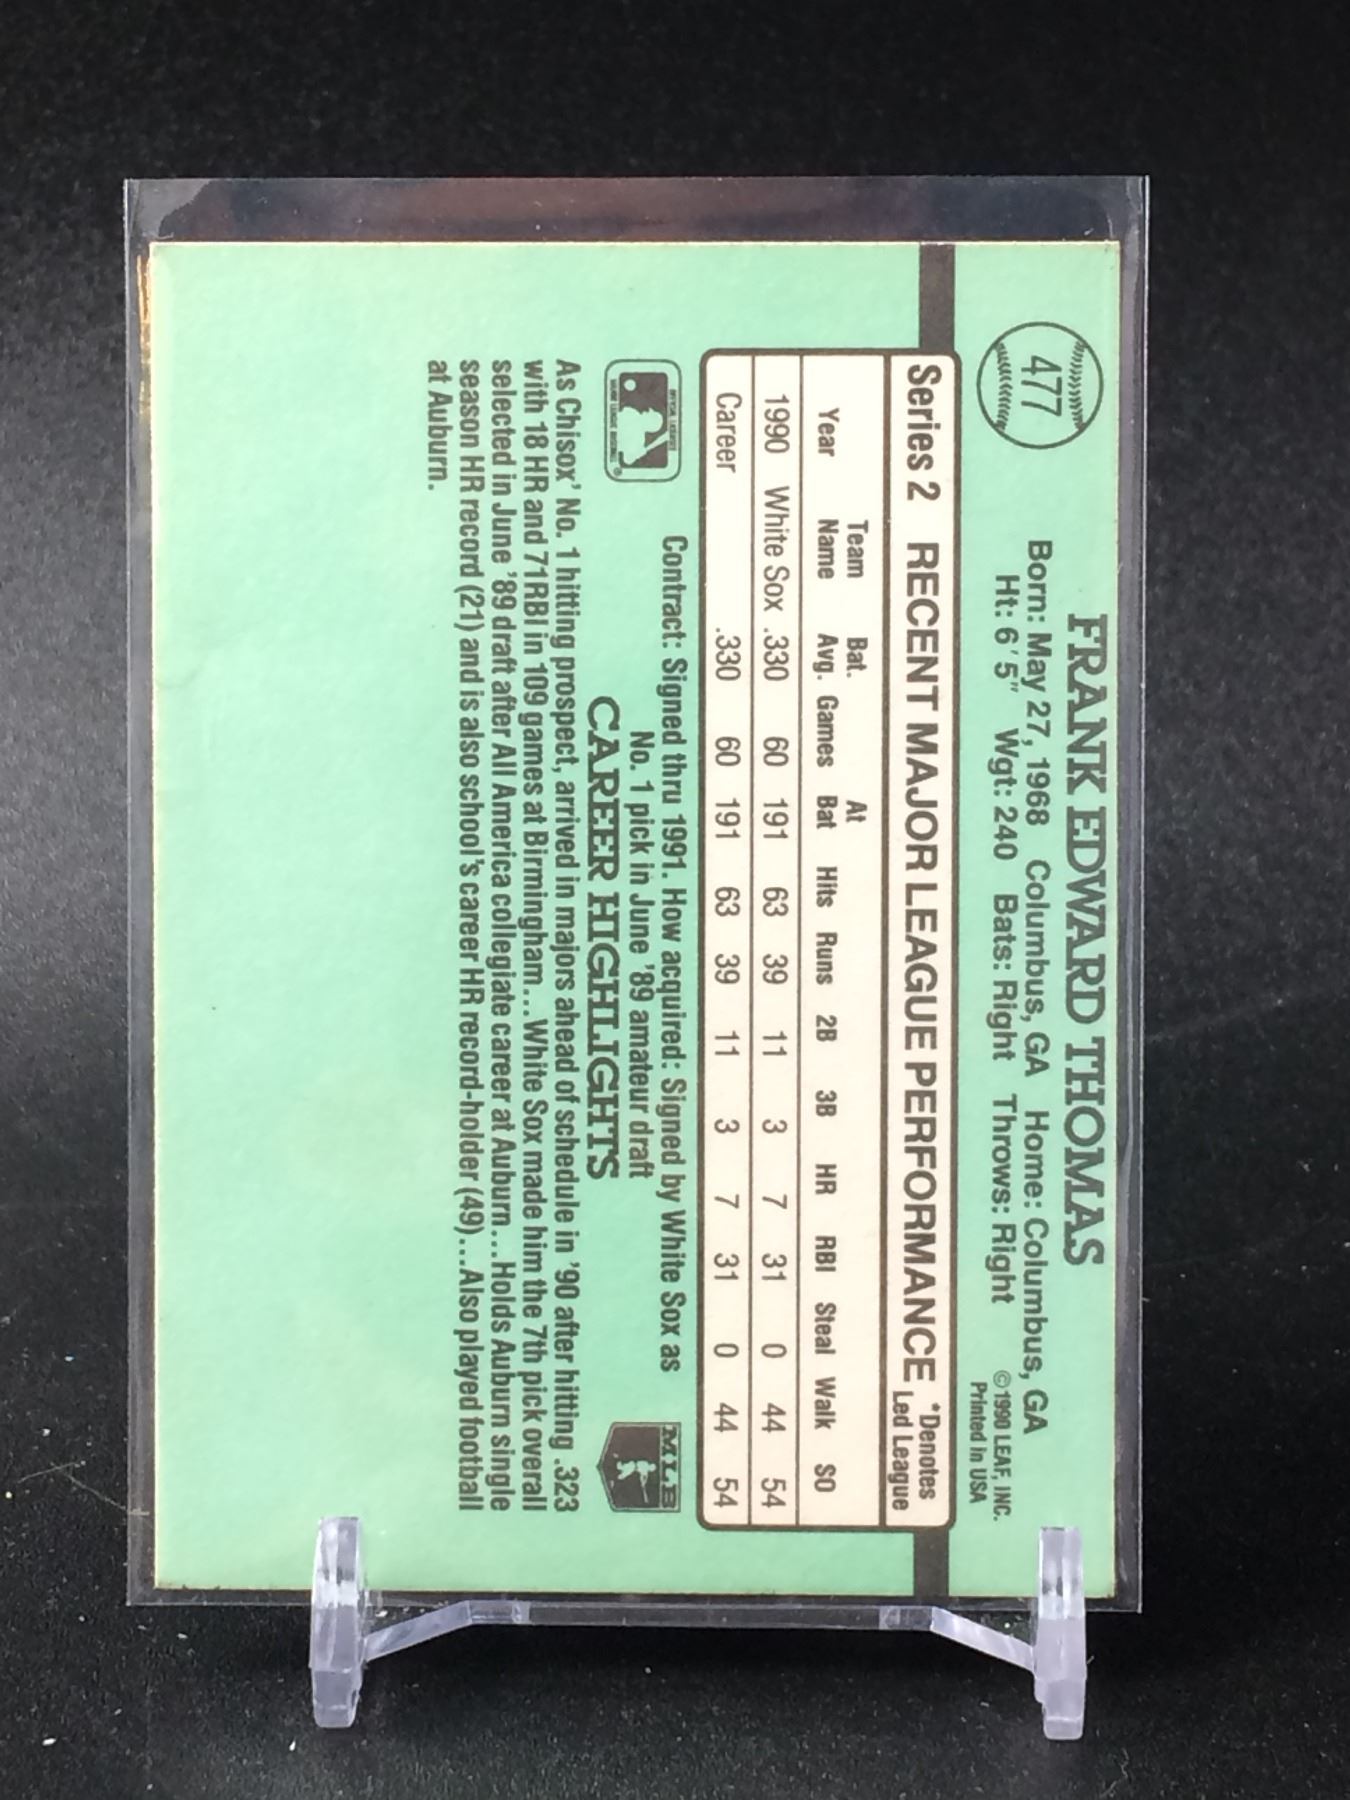 477
FRANK EDWARD THOMAS
Born: May 27, 1968 Columbus, GA Home: Columbus, GA
Ht: 6' 5" Wgt: 240 Bats: Right Throws: Right
©1990 LEAF, INC.
Printed in USA
Series 2 RECENT MAJOR LEAGUE PERFORMANCE *Denotes Led League
Year Team Name Bat. Avg. Games At Bat Hits Runs 2B 3B HR RBI Steal Walk SO
1990 White Sox .330 60 191 63 39 11 3 7 31 0 44 54
Career .330 60 191 63 39 11 3 7 31 0 44 54
Contract: Signed thru 1991. How acquired: Signed by White Sox as
No. 1 pick in June '89 amateur draft
MLB
CAREER HIGHLIGHTS
As Chisox' No. 1 hitting prospect, arrived in majors ahead of schedule in '90 after hitting .323
with 18 HR and 71RBI in 109 games at Birmingham...White Sox made him the 7th pick overall
selected in June '89 draft after All America collegiate career at Auburn...Holds Auburn single
season HR record (21) and is also school's career HR record-holder (49)...Also played football
at Auburn.